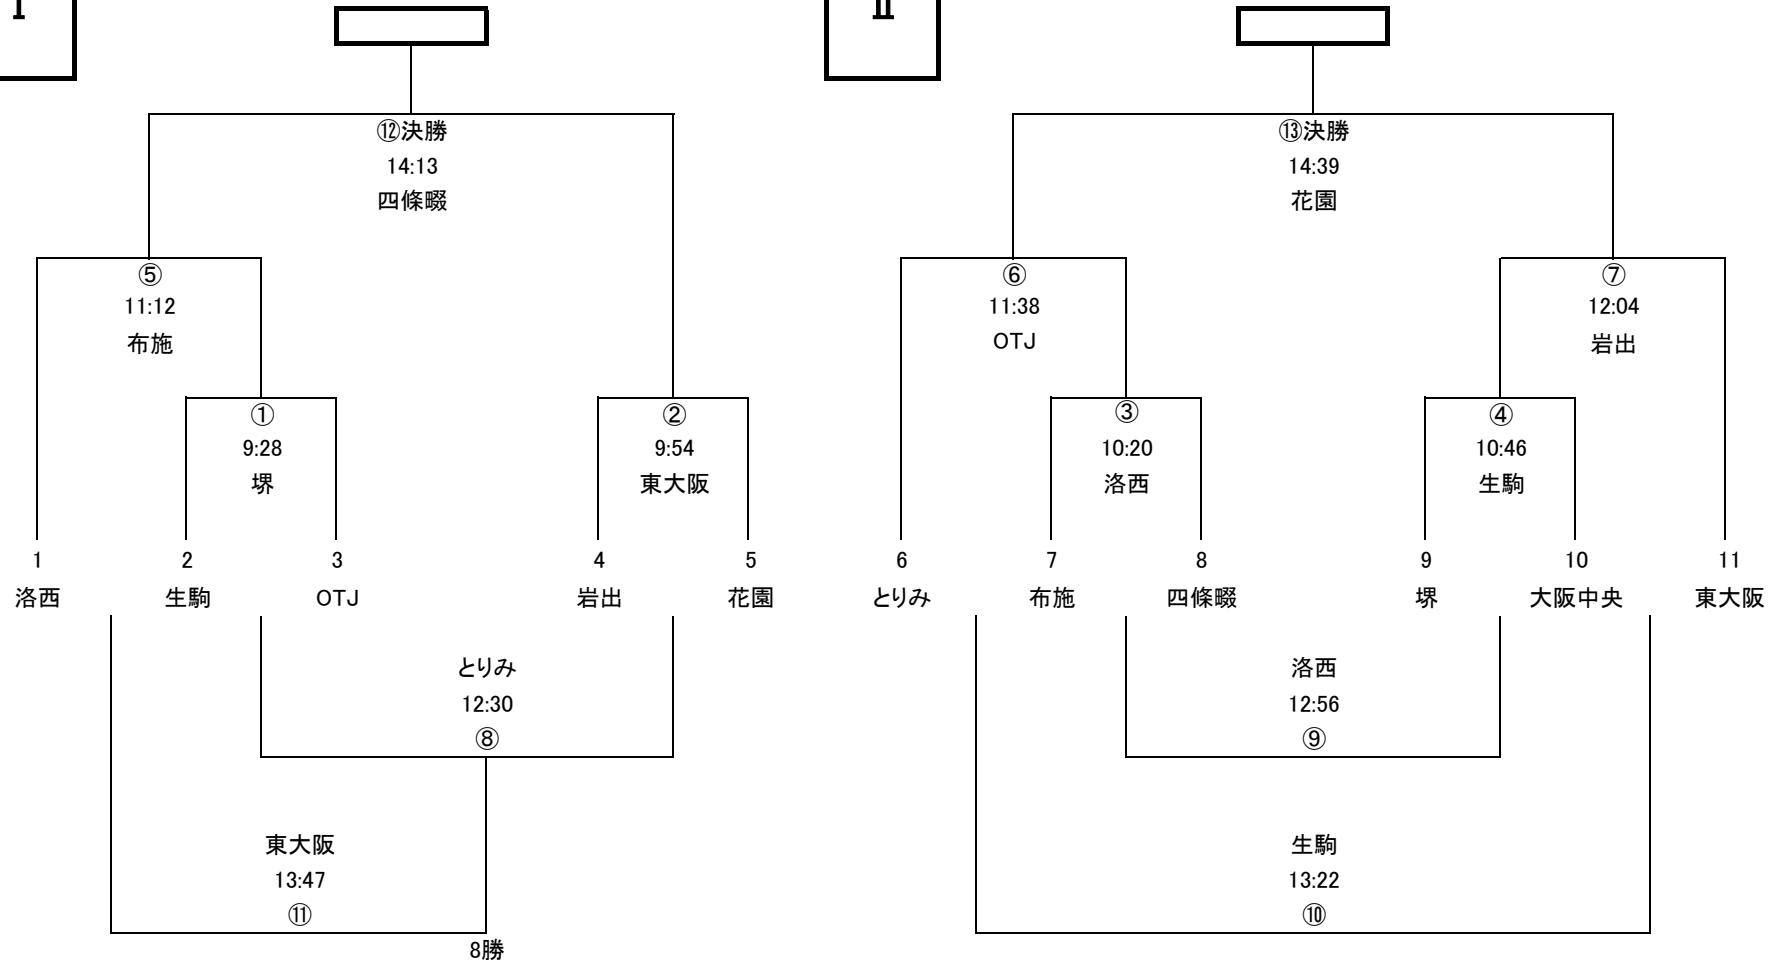 Ⅰ
Ⅱ
⑫決勝
14:13
四條畷
⑬決勝
14:39
花園
⑤
11:12
布施
⑥
11:38
OTJ
⑦
12:04
岩出
①
9:28
堺
②
9:54
東大阪
③
10:20
洛西
④
10:46
生駒
1 2 3 4 5 6 7 8 9 10 11
洛西 生駒 OTJ 岩出 花園 とりみ 布施 四條畷 堺 大阪中央 東大阪
とりみ
12:30
⑧
洛西
12:56
⑨
東大阪
13:47
⑪
8勝
生駒
13:22
⑩